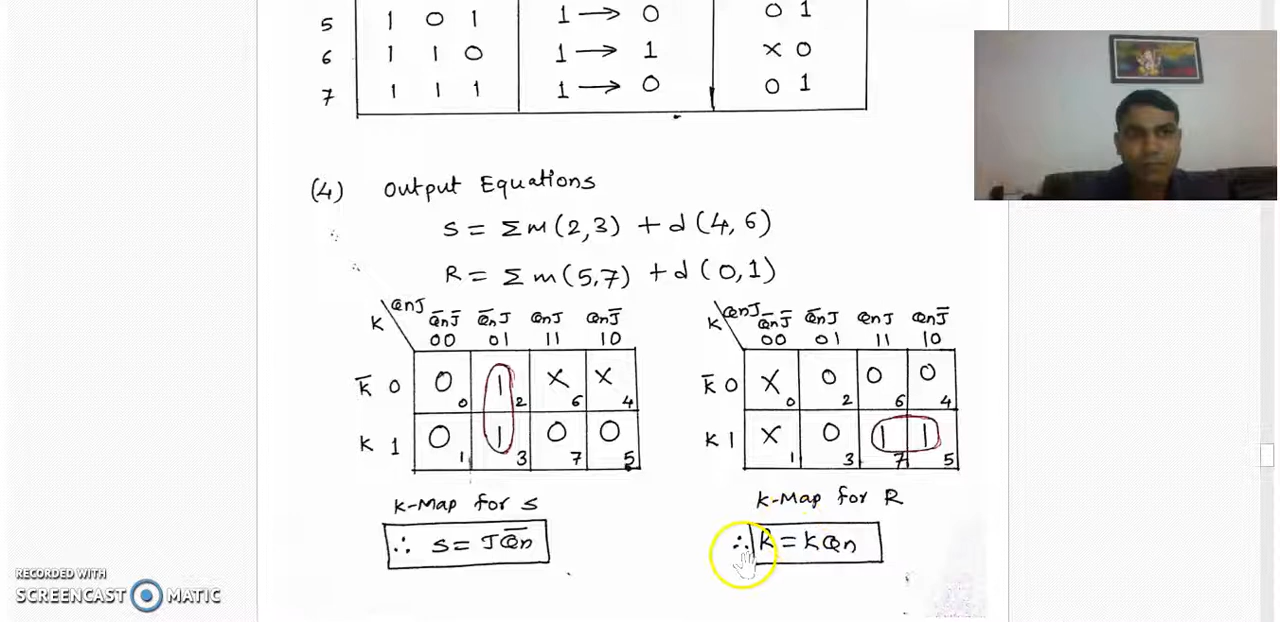 5 1 0 1 1 → 0 0 1
6 1 1 0 1 → 1 × 0
7 1 1 1 1 → 0 0 1
(4) Output Equations
S = Σm(2,3) + d(4,6)
R = Σm(5,7) + d(0,1)
K QnJ Q̅nJ̅ Q̅nJ QnJ QnJ̅
00 01 11 10
K̅ 0 0 0 1 2 × 6 × 4
K 1 0 1 1 3 0 7 0 5
K-Map for S
∴ S = JQ̅n
K QnJ Q̅nJ̅ Q̅nJ QnJ QnJ̅
00 01 11 10
K̅ 0 × 0 0 2 0 6 0 4
K 1 × 1 0 3 1 7 1 5
K-Map for R
∴ = KQn
RECORDED WITH
SCREENCAST MATIC